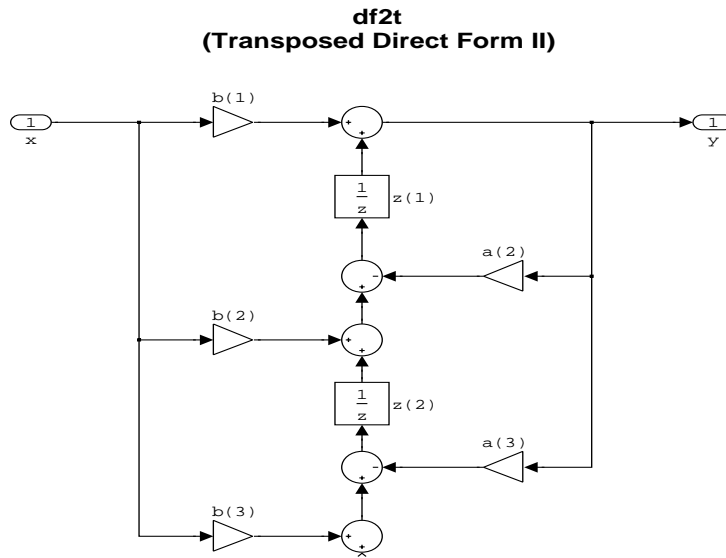 df2t
(Transposed Direct Form II)
b(1)
1
x
+
+
1
y
1
z
z(1)
a(2)
-
+
b(2)
+
+
1
z
z(2)
a(3)
-
+
b(3)
+
+